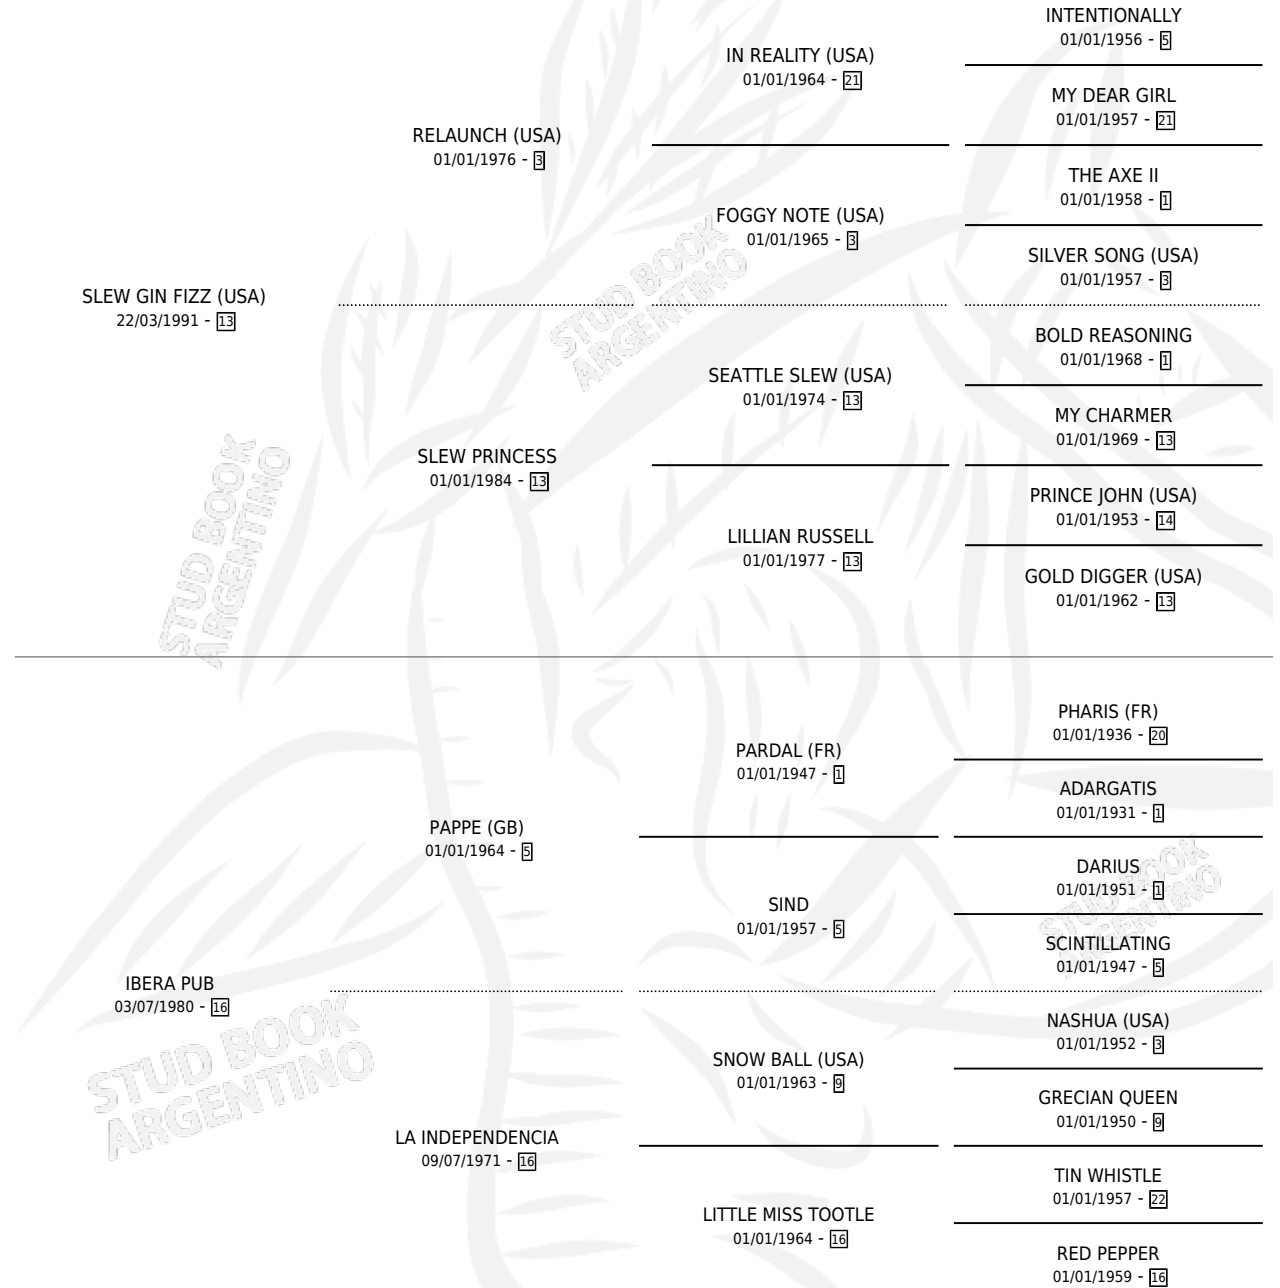 INTENTIONALLY
01/01/1956 - 5
IN REALITY (USA)
01/01/1964 - 21
MY DEAR GIRL
01/01/1957 - 21
RELAUNCH (USA)
01/01/1976 - 3
THE AXE II
01/01/1958 - 1
FOGGY NOTE (USA)
01/01/1965 - 3
SILVER SONG (USA)
01/01/1957 - 3
SLEW GIN FIZZ (USA)
22/03/1991 - 13
BOLD REASONING
01/01/1968 - 1
SEATTLE SLEW (USA)
01/01/1974 - 13
MY CHARMER
01/01/1969 - 13
SLEW PRINCESS
01/01/1984 - 13
PRINCE JOHN (USA)
01/01/1953 - 14
LILLIAN RUSSELL
01/01/1977 - 13
GOLD DIGGER (USA)
01/01/1962 - 13
PHARIS (FR)
01/01/1936 - 20
PARDAL (FR)
01/01/1947 - 1
ADARGATIS
01/01/1931 - 1
PAPPE (GB)
01/01/1964 - 5
DARIUS
01/01/1951 - 1
SIND
01/01/1957 - 5
SCINTILLATING
01/01/1947 - 5
IBERA PUB
03/07/1980 - 16
NASHUA (USA)
01/01/1952 - 3
SNOW BALL (USA)
01/01/1963 - 9
GRECIAN QUEEN
01/01/1950 - 9
LA INDEPENDENCIA
09/07/1971 - 16
TIN WHISTLE
01/01/1957 - 22
LITTLE MISS TOOTLE
01/01/1964 - 16
RED PEPPER
01/01/1959 - 16
STUD BOOK
ARGENTINO
STUD BOOK
ARGENTINO
STUD BOOK
ARGENTINO
STUD BOOK
ARGENTINO